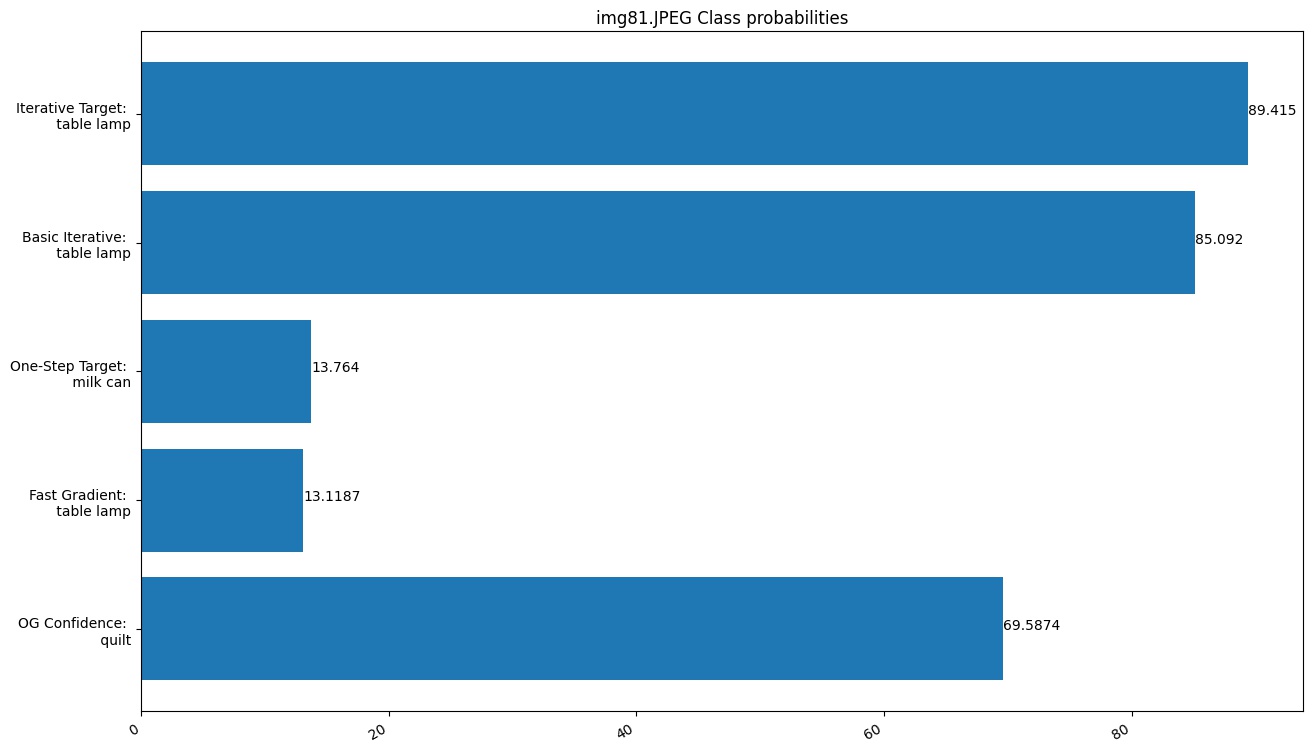 img81.JPEG Class probabilities
Iterative Target:
table lamp
89.415
Basic Iterative:
table lamp
85.092
One-Step Target:
milk can
13.764
Fast Gradient:
table lamp
13.1187
OG Confidence:
quilt
69.5874
0
20
40
60
80